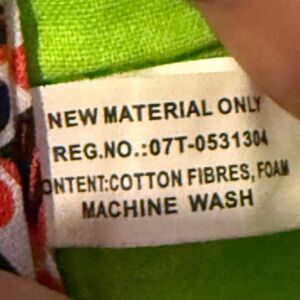 NEW MATERIAL ONLY
REG.NO.:07T-0531304
ONTENT:COTTON FIBRES, FOAM
MACHINE WASH